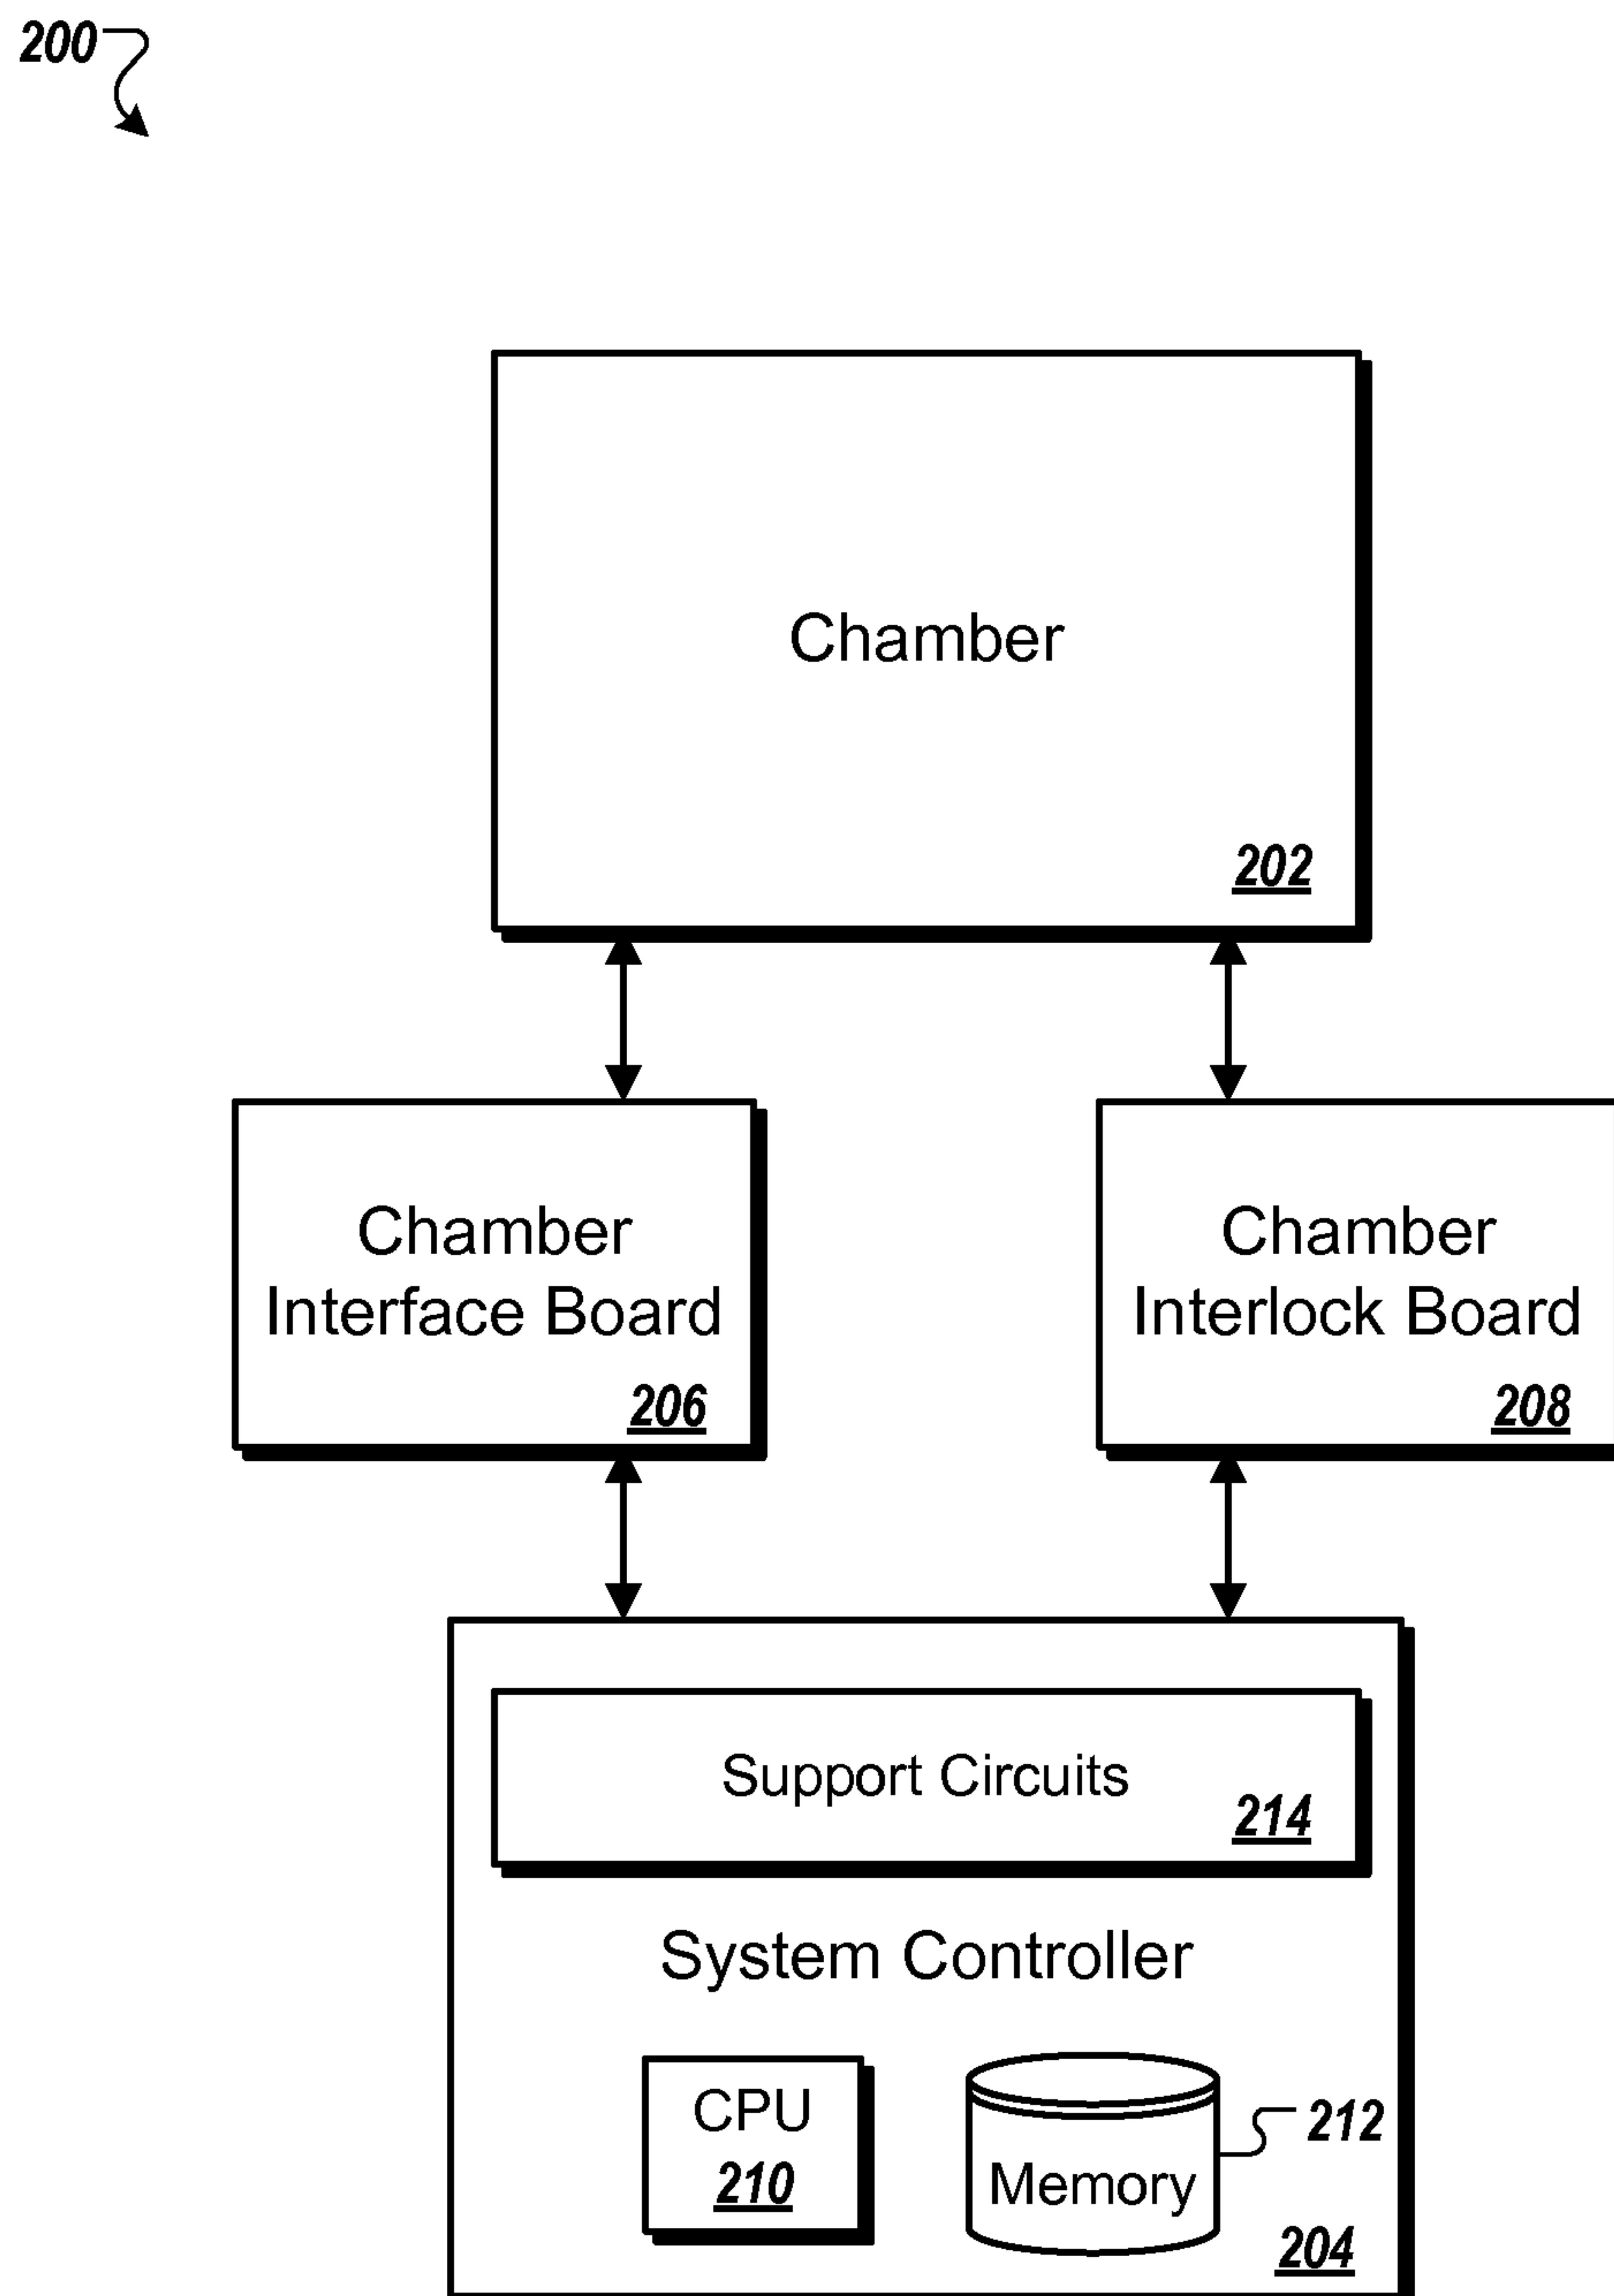 200
Chamber
202
Chamber
Interface Board
206
Chamber
Interlock Board
208
Support Circuits
214
System Controller
CPU
210
Memory
212
204